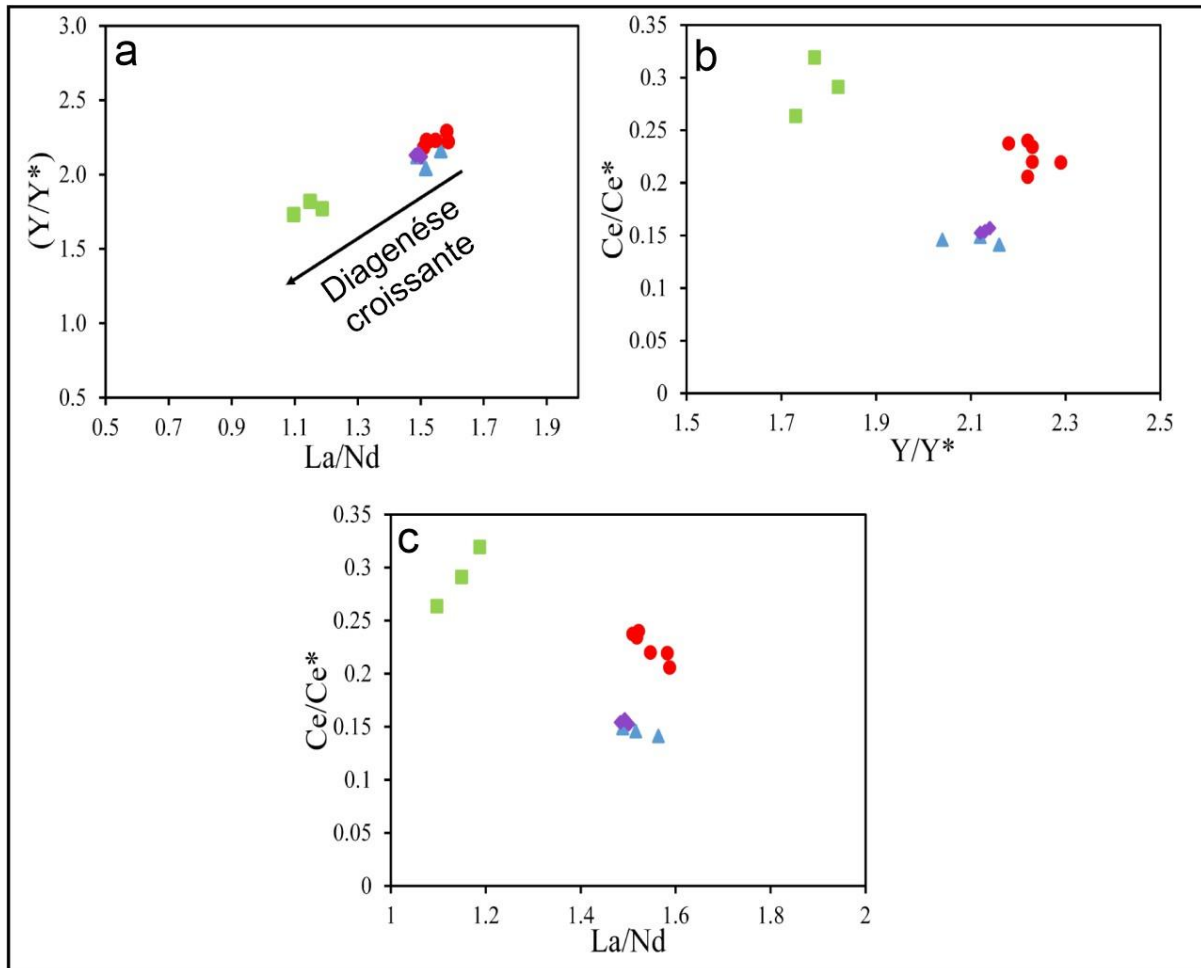 a
3.0
2.5
2.0
1.5
1.0
0.5
(Y/Y*)
Diagenése
croissante
0.5 0.7 0.9 1.1 1.3 1.5 1.7 1.9
La/Nd
b
0.35
0.3
0.25
0.2
0.15
0.1
0.05
0
Ce/Ce*
1.5 1.7 1.9 2.1 2.3 2.5
Y/Y*
c
0.35
0.3
0.25
0.2
0.15
0.1
0.05
0
Ce/Ce*
1 1.2 1.4 1.6 1.8 2
La/Nd